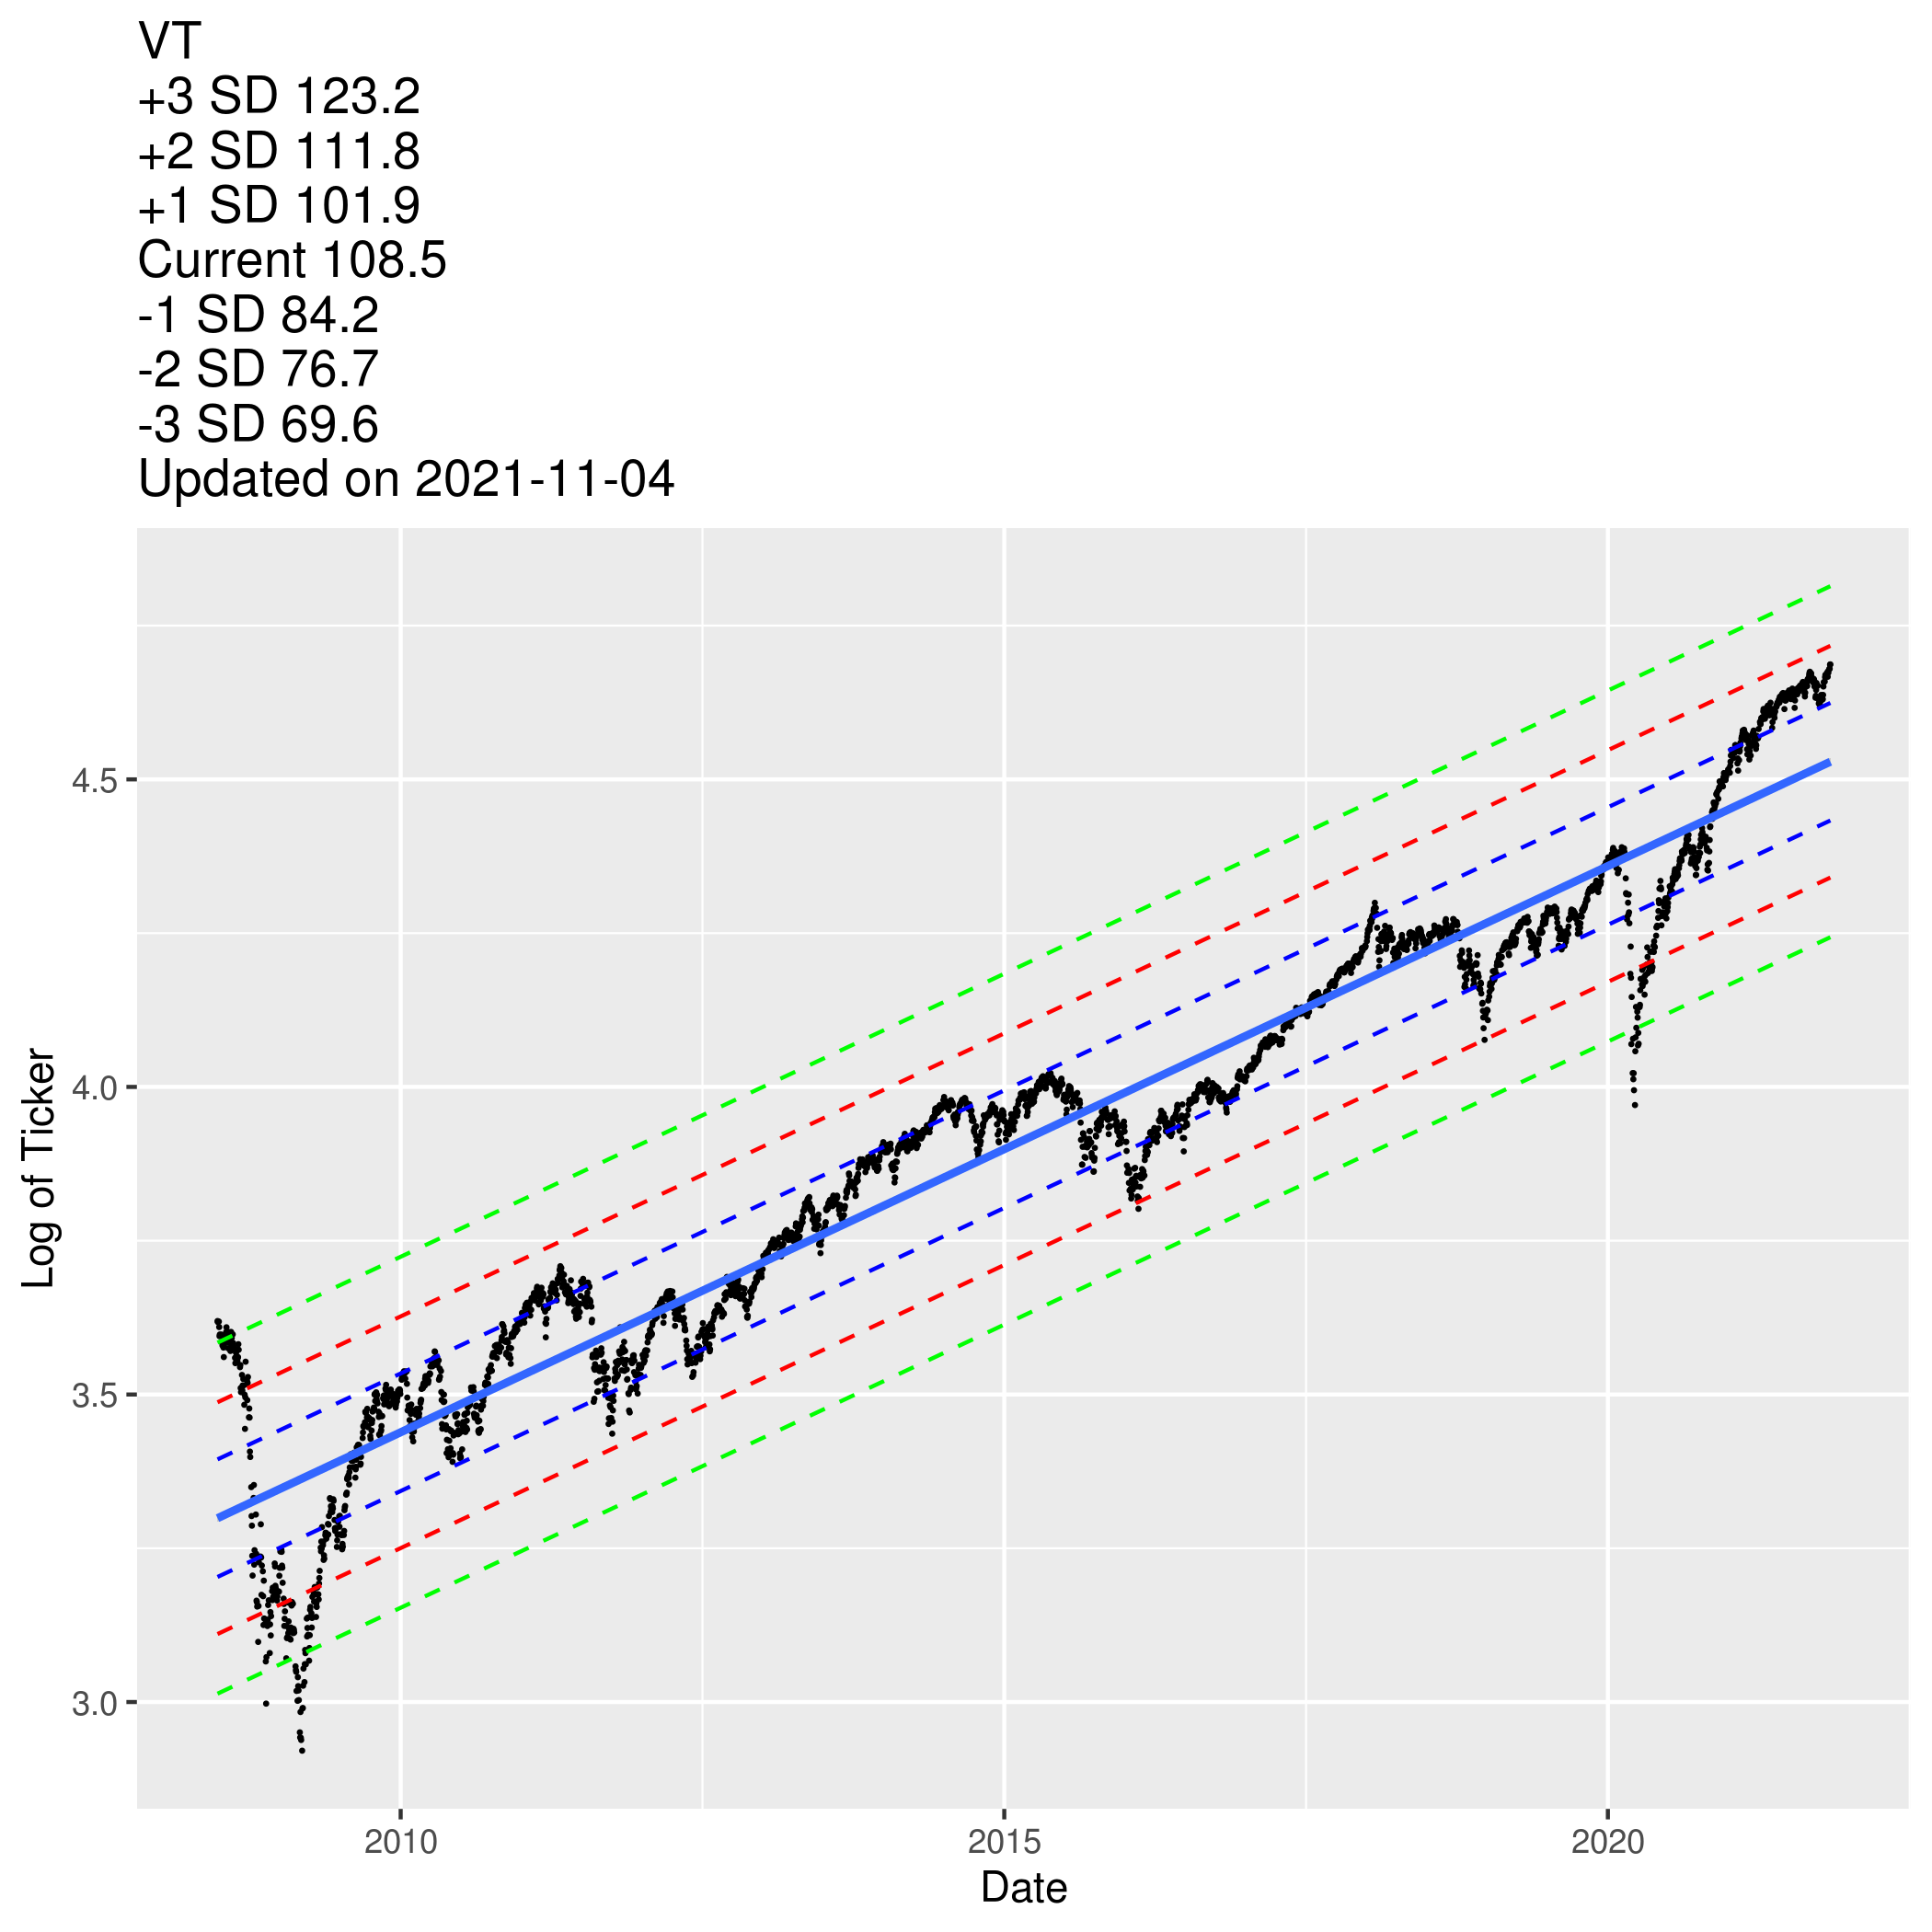 VT
+3 SD 123.2
+2 SD 111.8
+1 SD 101.9
Current 108.5
-1 SD 84.2
-2 SD 76.7
-3 SD 69.6
Updated on 2021-11-04
Log of Ticker
4.5
4.0
3.5
3.0
2010 2015 2020
Date